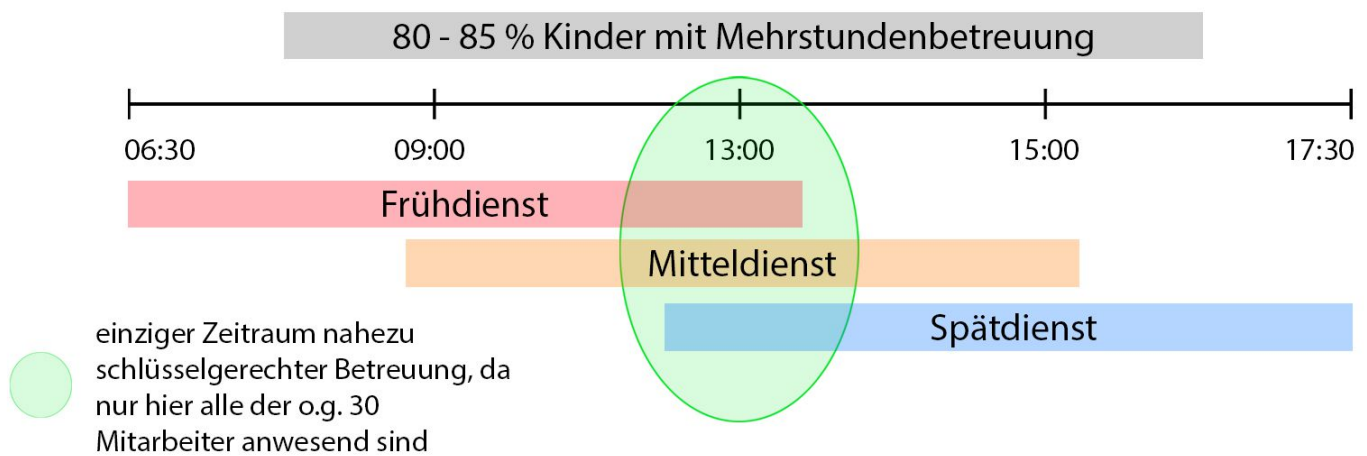 80 - 85 % Kinder mit Mehrstundenbetreuung
06:30 09:00 13:00 15:00 17:30
Frühdienst
Mitteldienst
Spätdienst
einziger Zeitraum nahezu
schlüsselgerechter Betreuung, da
nur hier alle der o.g. 30
Mitarbeiter anwesend sind